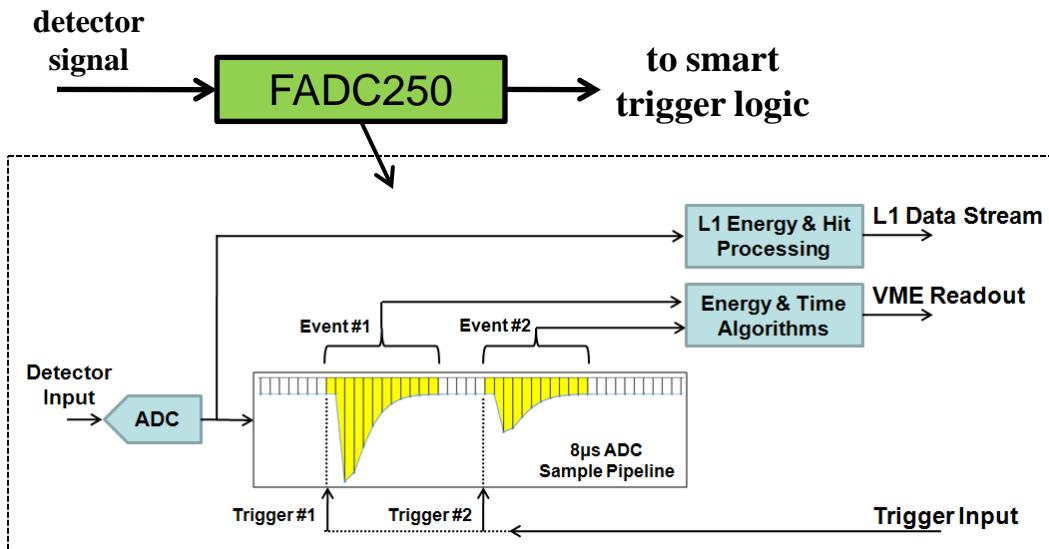 detector
signal
FADC250
to smart
trigger logic
L1 Energy & Hit
Processing
L1 Data Stream
Energy & Time
Algorithms
VME Readout
Event #1
Event #2
Detector
Input
ADC
8µs ADC
Sample Pipeline
Trigger #1
Trigger #2
Trigger Input